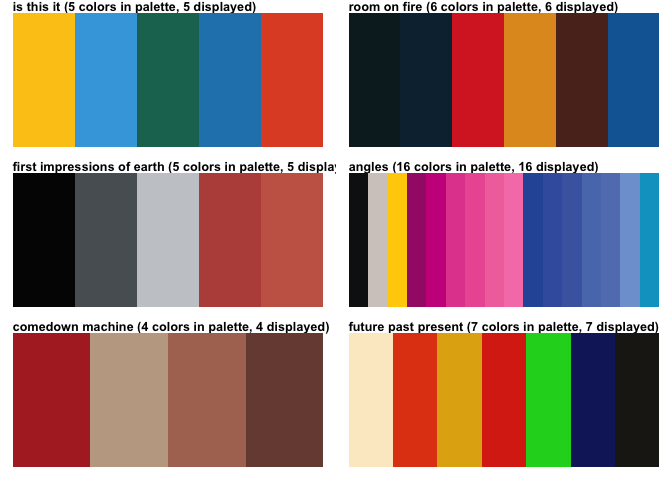 is this it (5 colors in palette, 5 displayed)
room on fire (6 colors in palette, 6 displayed)
first impressions of earth (5 colors in palette, 5 display
angles (16 colors in palette, 16 displayed)
comedown machine (4 colors in palette, 4 displayed)
future past present (7 colors in palette, 7 displayed)